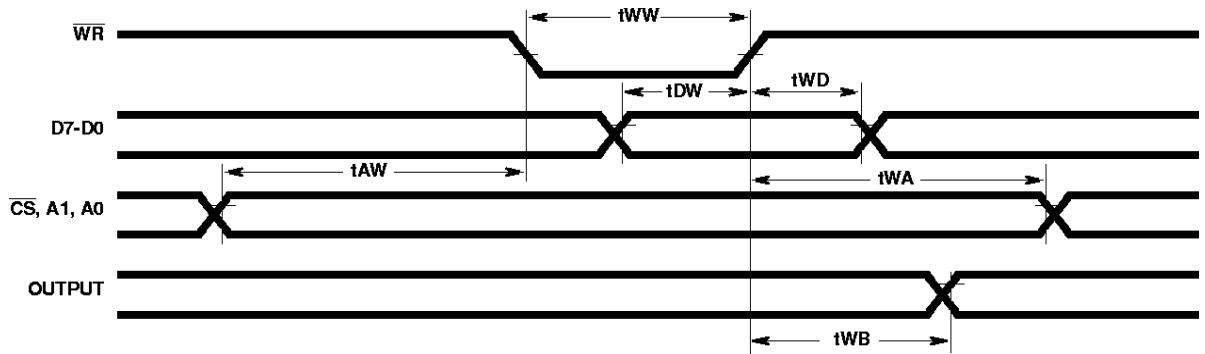 tWW
WR
tDW
tWD
D7-D0
tAW
tWA
CS, A1, A0
OUTPUT
tWB